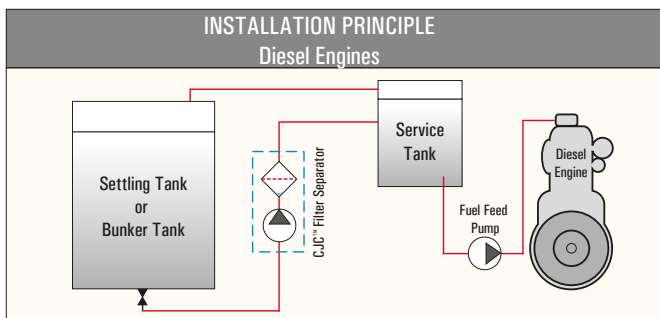 INSTALLATION PRINCIPLE
Diesel Engines
Settling Tank
or
Bunker Tank
CJC™ Filter Separator
Service
Tank
Fuel Feed
Pump
Diesel
Engine